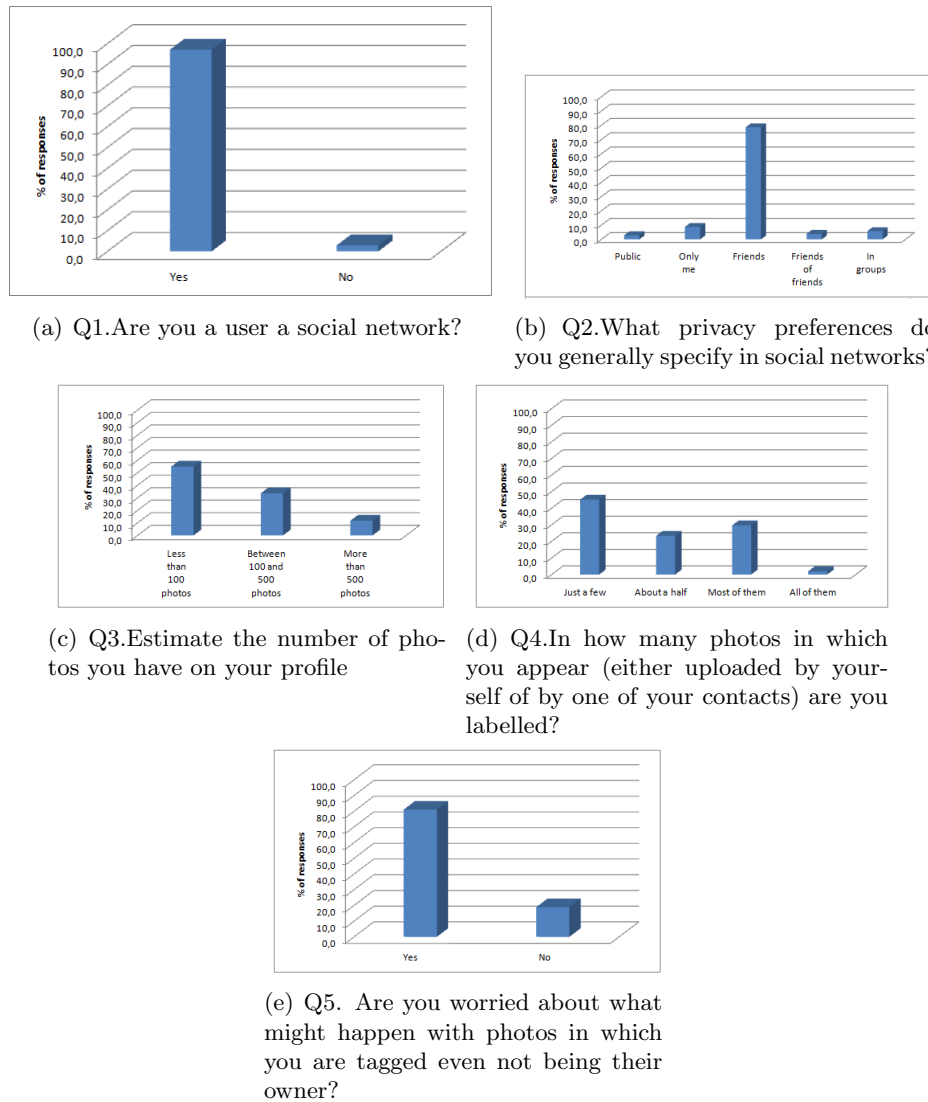 100,0
90,0
80,0
70,0
60,0
50,0
40,0
30,0
20,0
10,0
0,0
% of responses
Yes No
(a) Q1.Are you a user a social network?
100,0
90,0
80,0
70,0
60,0
50,0
40,0
30,0
20,0
10,0
0,0
% of responses
Public Only me Friends Friends of friends In groups
(b) Q2.What privacy preferences do
you generally specify in social networks?
100,0
90,0
80,0
70,0
60,0
50,0
40,0
30,0
20,0
10,0
0,0
% of responses
Less than 100 photos Between 100 and 500 photos More than 500 photos
(c) Q3.Estimate the number of pho-
tos you have on your profile
100,0
90,0
80,0
70,0
60,0
50,0
40,0
30,0
20,0
10,0
0,0
% of responses
Just a few About a half Most of them All of them
(d) Q4.In how many photos in which
you appear (either uploaded by your-
self of by one of your contacts) are you
labelled?
100,0
90,0
80,0
70,0
60,0
50,0
40,0
30,0
20,0
10,0
0,0
% of responses
Yes No
(e) Q5. Are you worried about what
might happen with photos in which
you are tagged even not being their
owner?